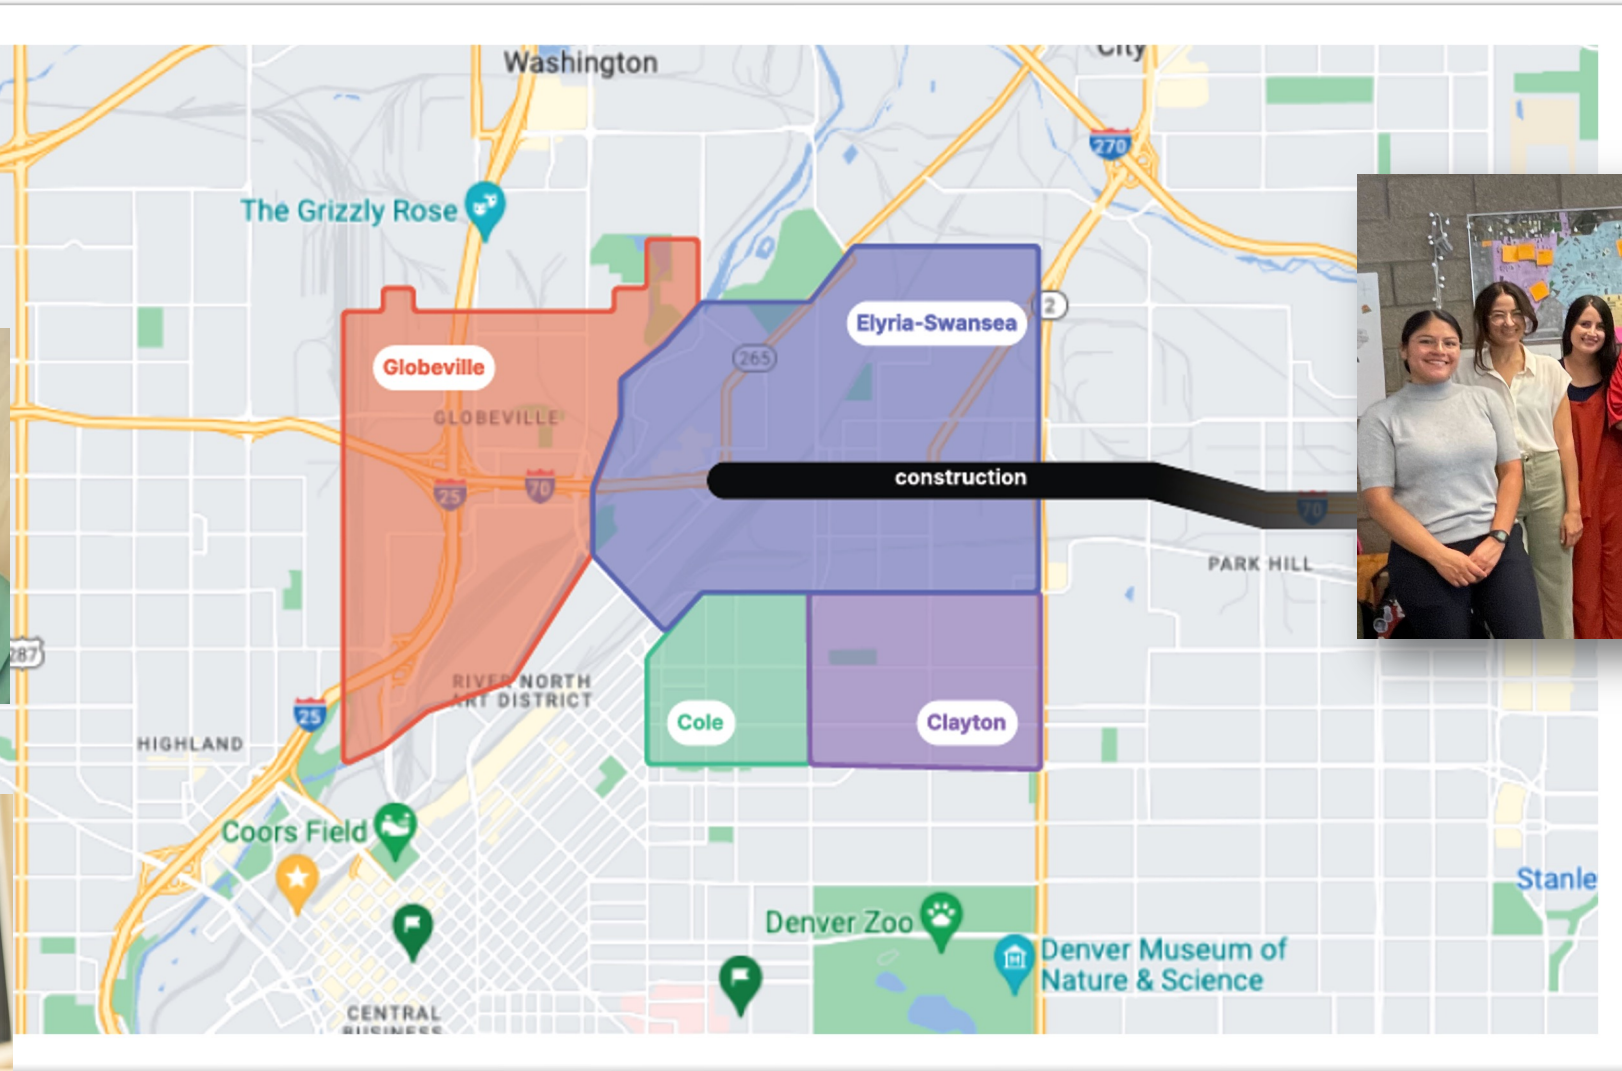 Washington
City
270
The Grizzly Rose
2
Elyria-Swansea
265
Globeville
GLOBEVILLE
construction
25
70
70
PARK HILL
287
RIVER NORTH
ART DISTRICT
25
HIGHLAND
Cole
Clayton
Coors Field
Stanle
Denver Zoo
Denver Museum of
Nature & Science
CENTRAL
BUSINESS